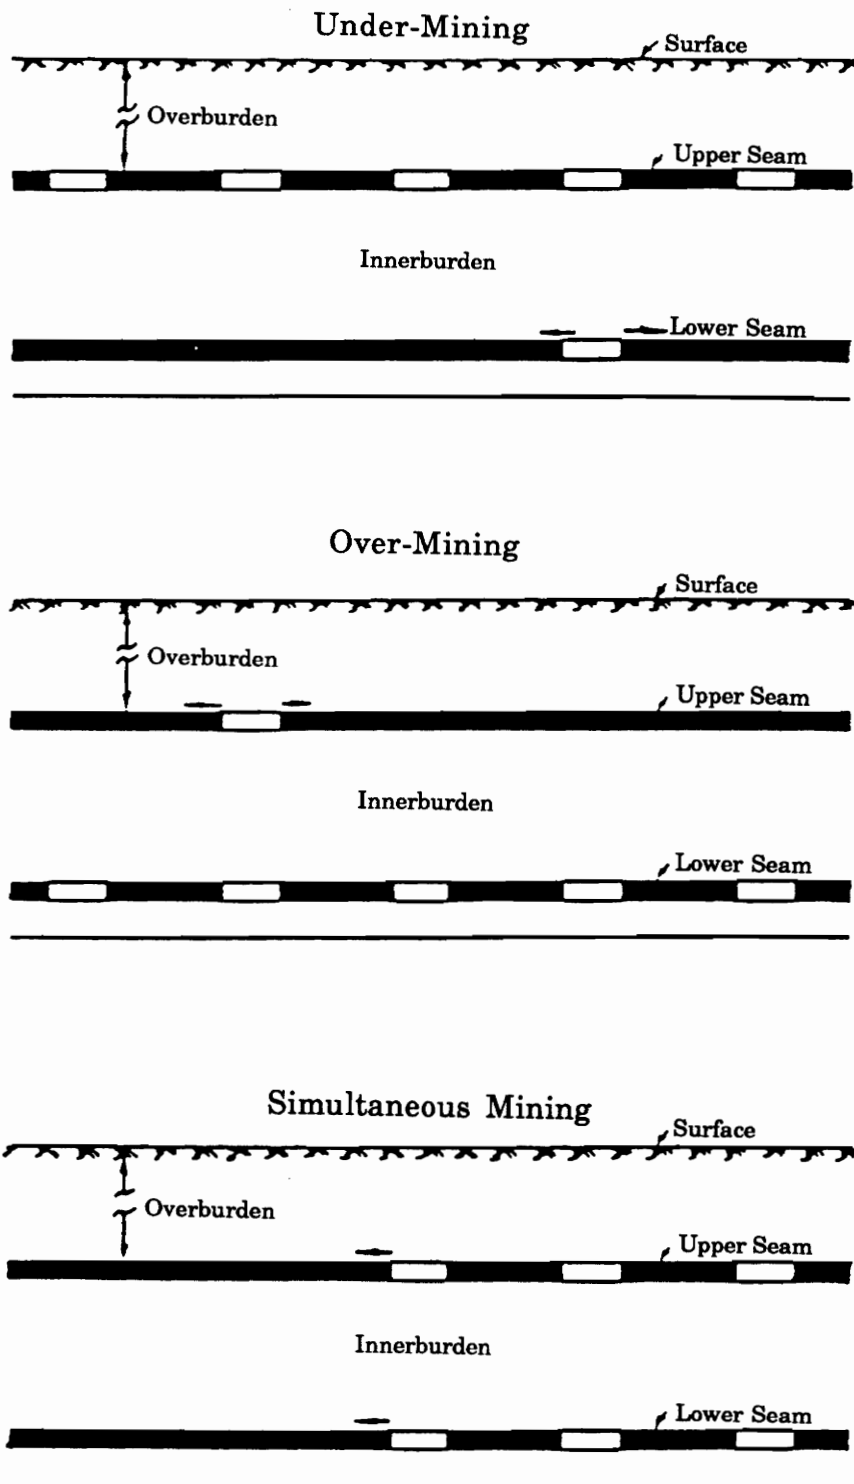 Under-Mining
Surface
Overburden
Upper Seam
Innerburden
Lower Seam
Over-Mining
Surface
Overburden
Upper Seam
Innerburden
Lower Seam
Simultaneous Mining
Surface
Overburden
Upper Seam
Innerburden
Lower Seam